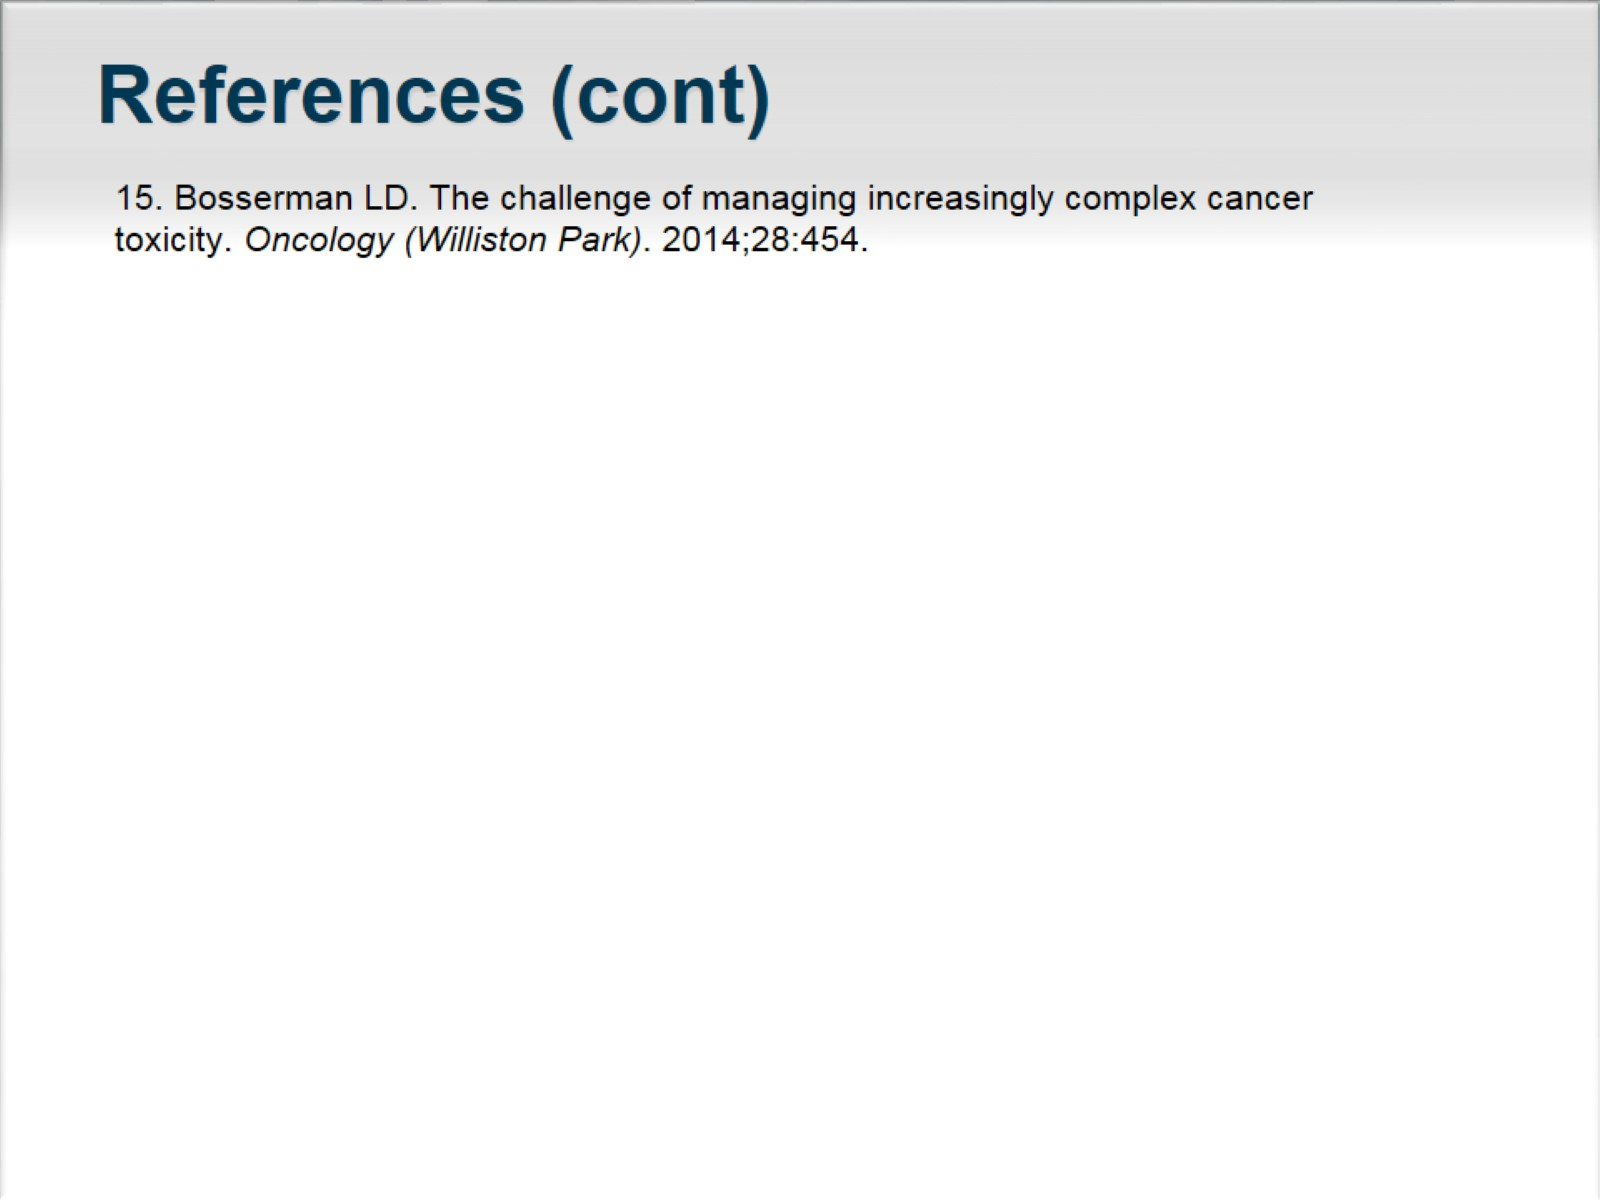 References (cont)
15. Bosserman LD. The challenge of managing increasingly complex cancer
toxicity. Oncology (Williston Park). 2014;28:454.